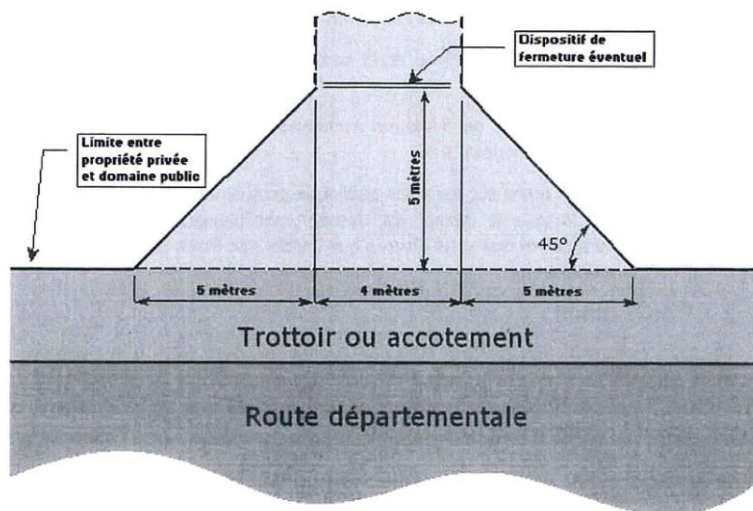 Dispositif de
fermeture éventuel
Limite entre
propriété privée
et domaine public
5 mètres
45°
5 mètres
4 mètres
5 mètres
Trottoir ou accotement
Route départementale